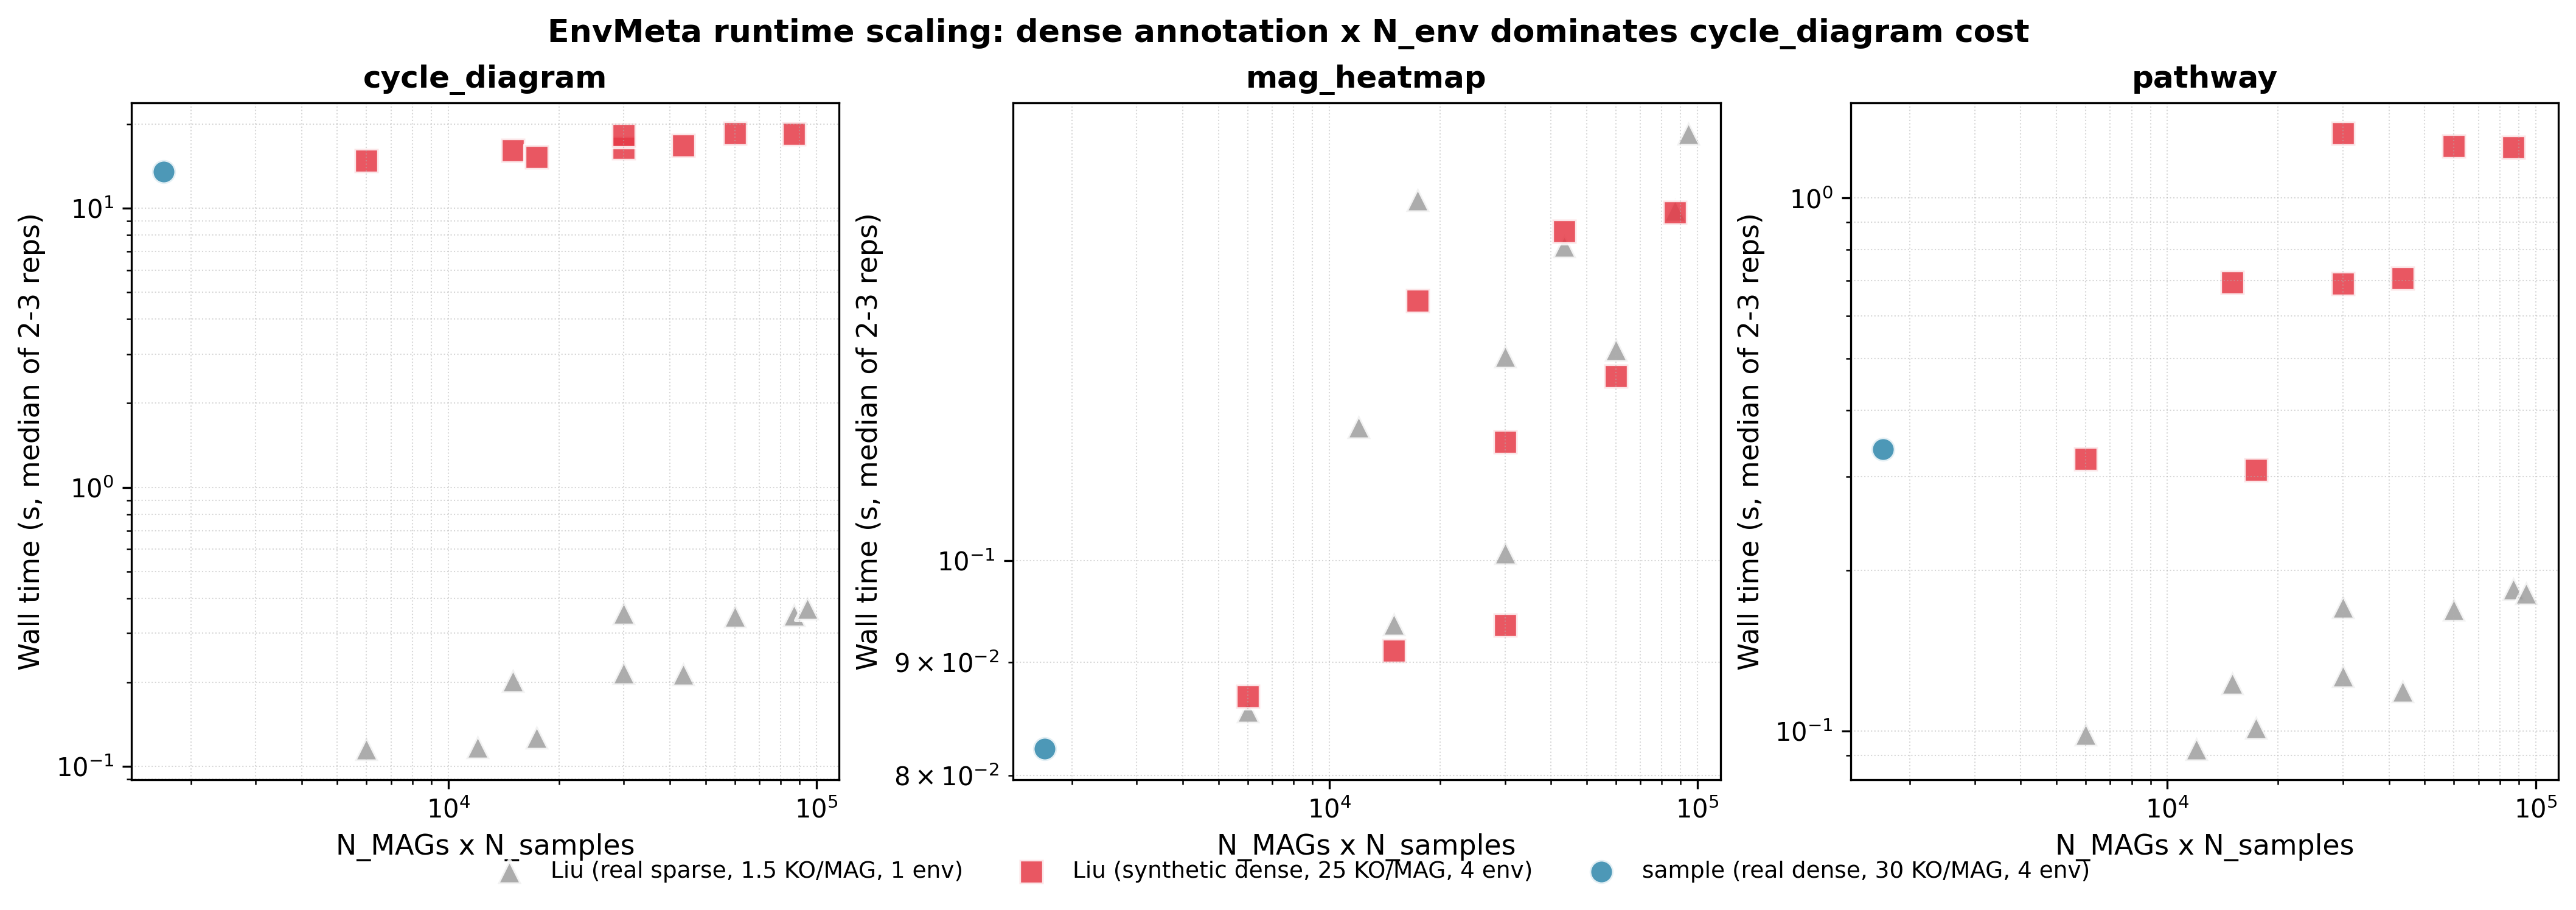 EnvMeta runtime scaling: dense annotation x N_env dominates cycle_diagram cost
cycle_diagram
Wall time (s, median of 2-3 reps)
10¹
10⁰
10⁻¹
10⁴
10⁵
N_MAGs x N_samples
mag_heatmap
Wall time (s, median of 2-3 reps)
10⁻¹
9 × 10⁻²
8 × 10⁻²
10⁴
10⁵
N_MAGs x N_samples
pathway
Wall time (s, median of 2-3 reps)
10⁰
10⁻¹
10⁴
10⁵
N_MAGs x N_samples
Liu (real sparse, 1.5 KO/MAG, 1 env)
Liu (synthetic dense, 25 KO/MAG, 4 env)
sample (real dense, 30 KO/MAG, 4 env)